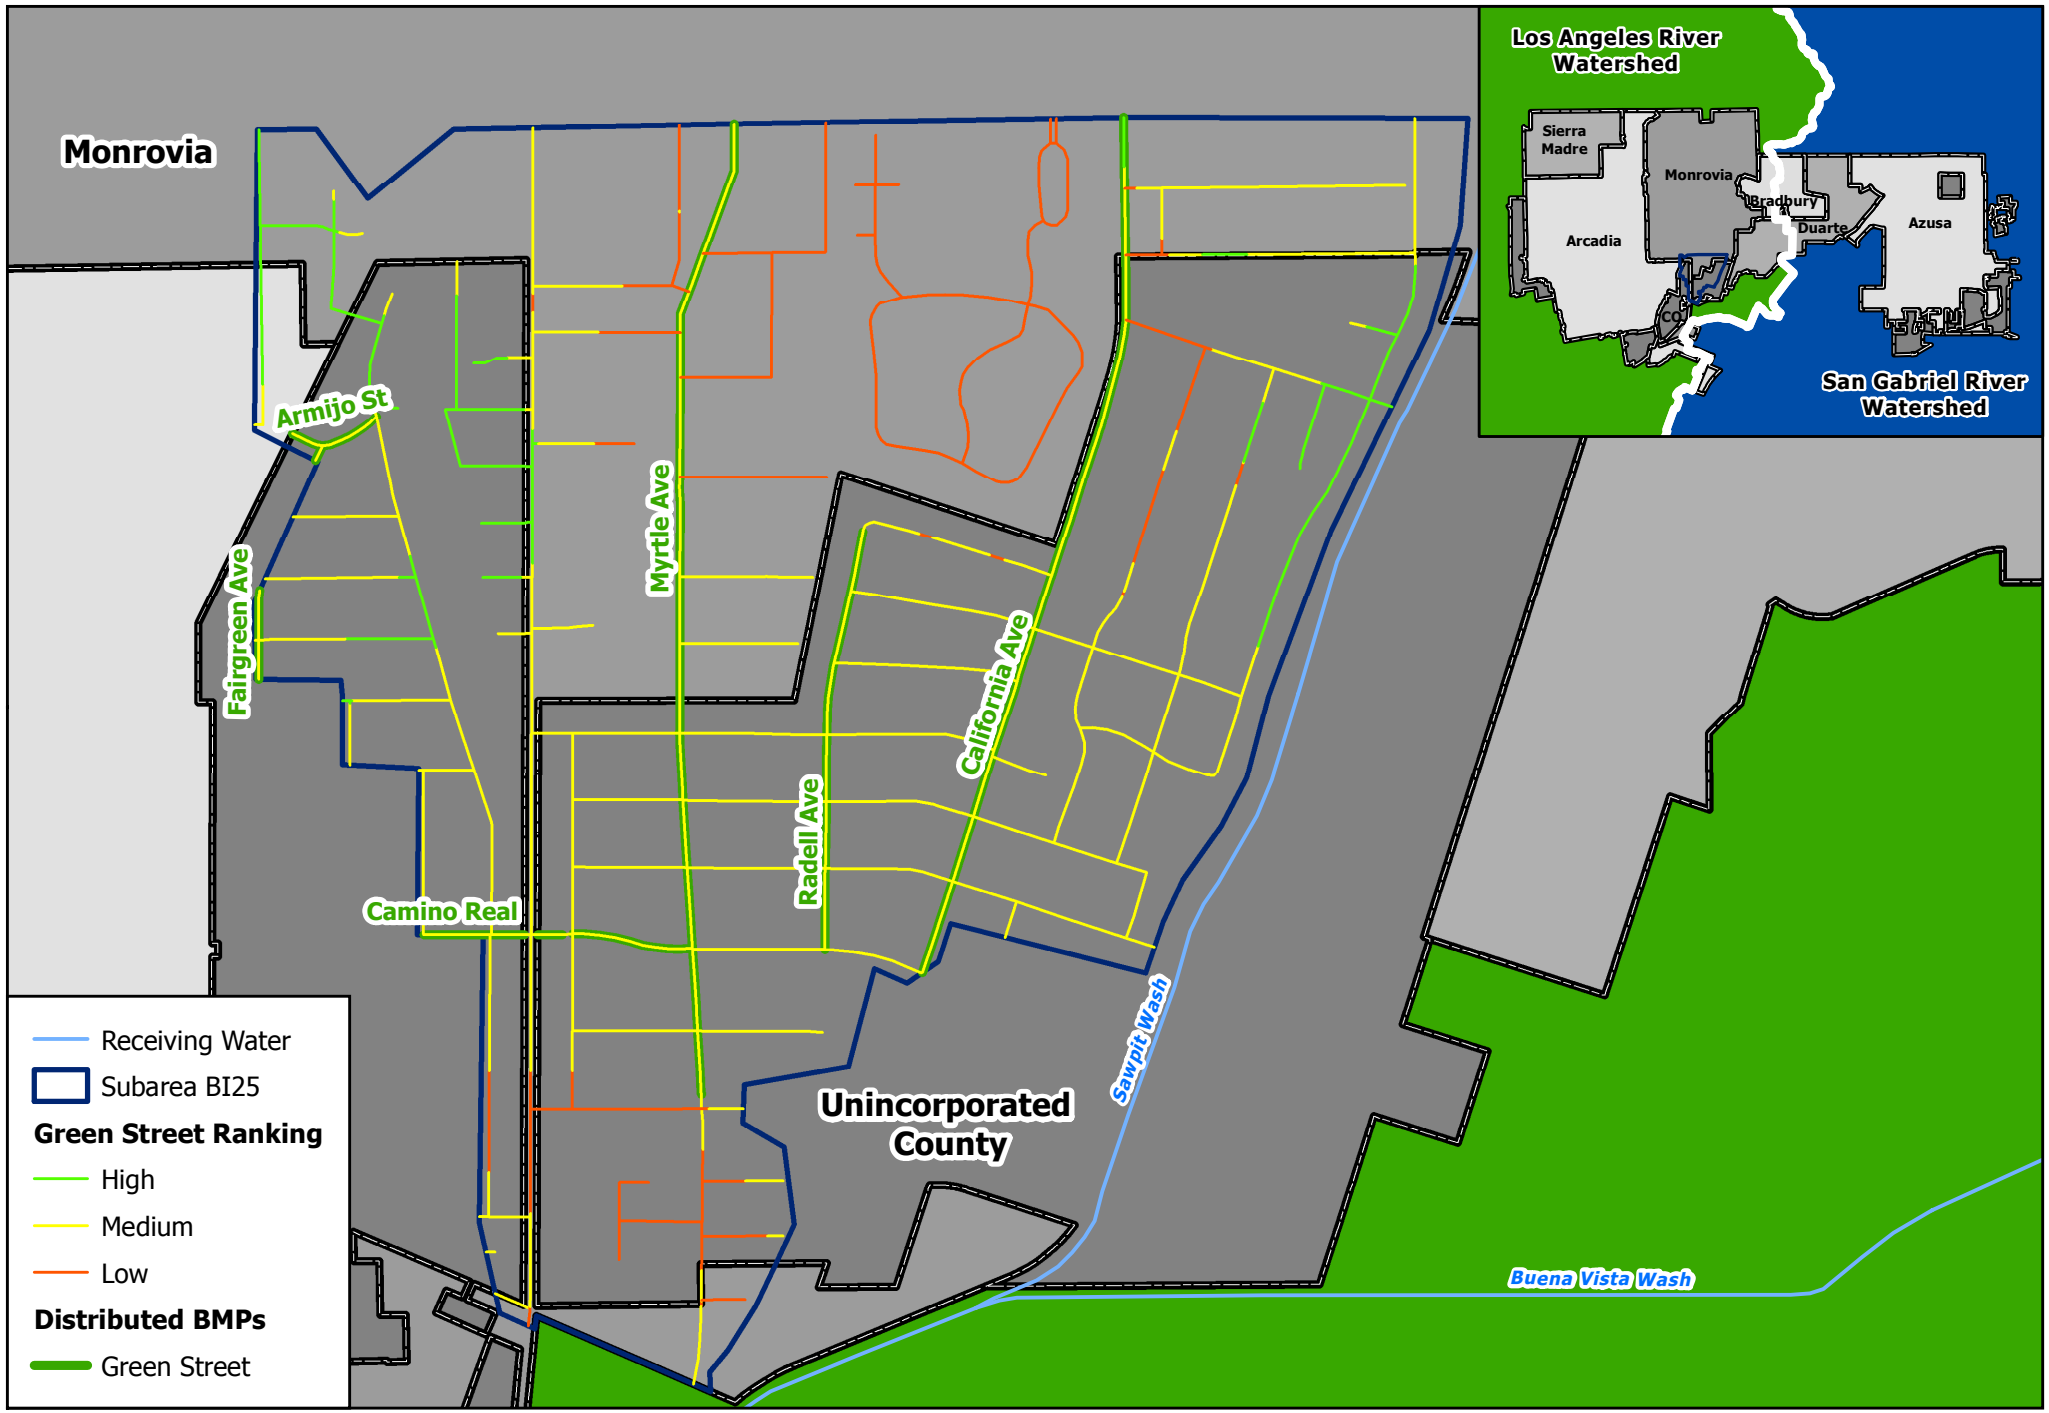 Los Angeles River
Watershed
Sierra
Madre
Monrovia
Bradbury
Duarte
Azusa
Arcadia
CO
San Gabriel River
Watershed
Monrovia
Armijo St
Fairgreen Ave
Myrtle Ave
California Ave
Radell Ave
Camino Real
Sawpit Wash
Unincorporated
County
Buena Vista Wash
Receiving Water
Subarea BI25
Green Street Ranking
High
Medium
Low
Distributed BMPs
Green Street